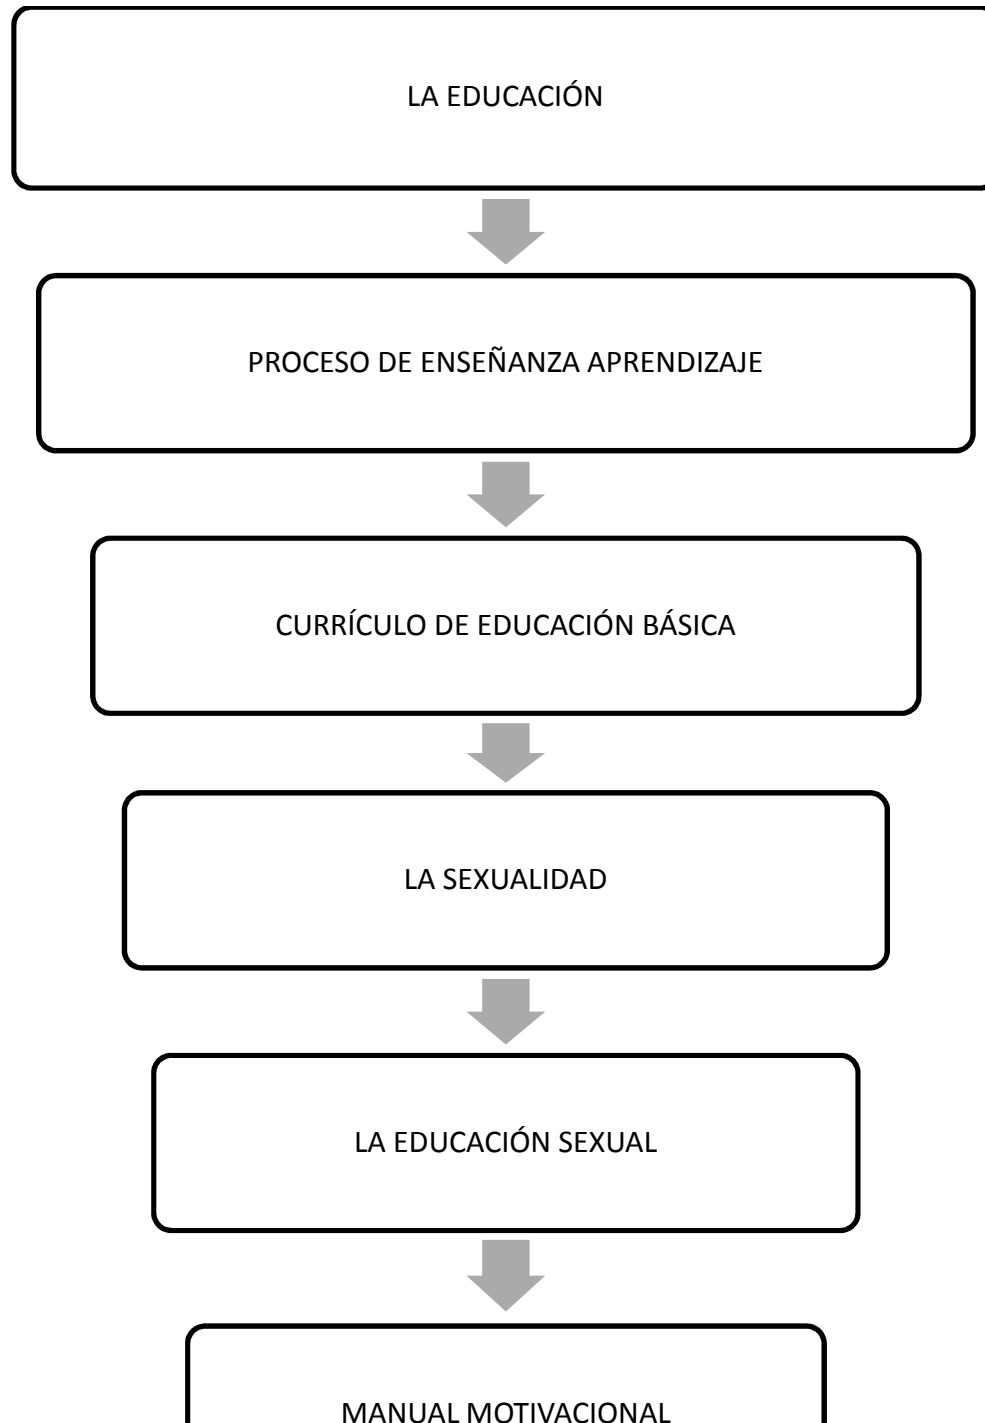 LA EDUCACIÓN
PROCESO DE ENSEÑANZA APRENDIZAJE
CURRÍCULO DE EDUCACIÓN BÁSICA
LA SEXUALIDAD
LA EDUCACIÓN SEXUAL
MANUAL MOTIVACIONAL